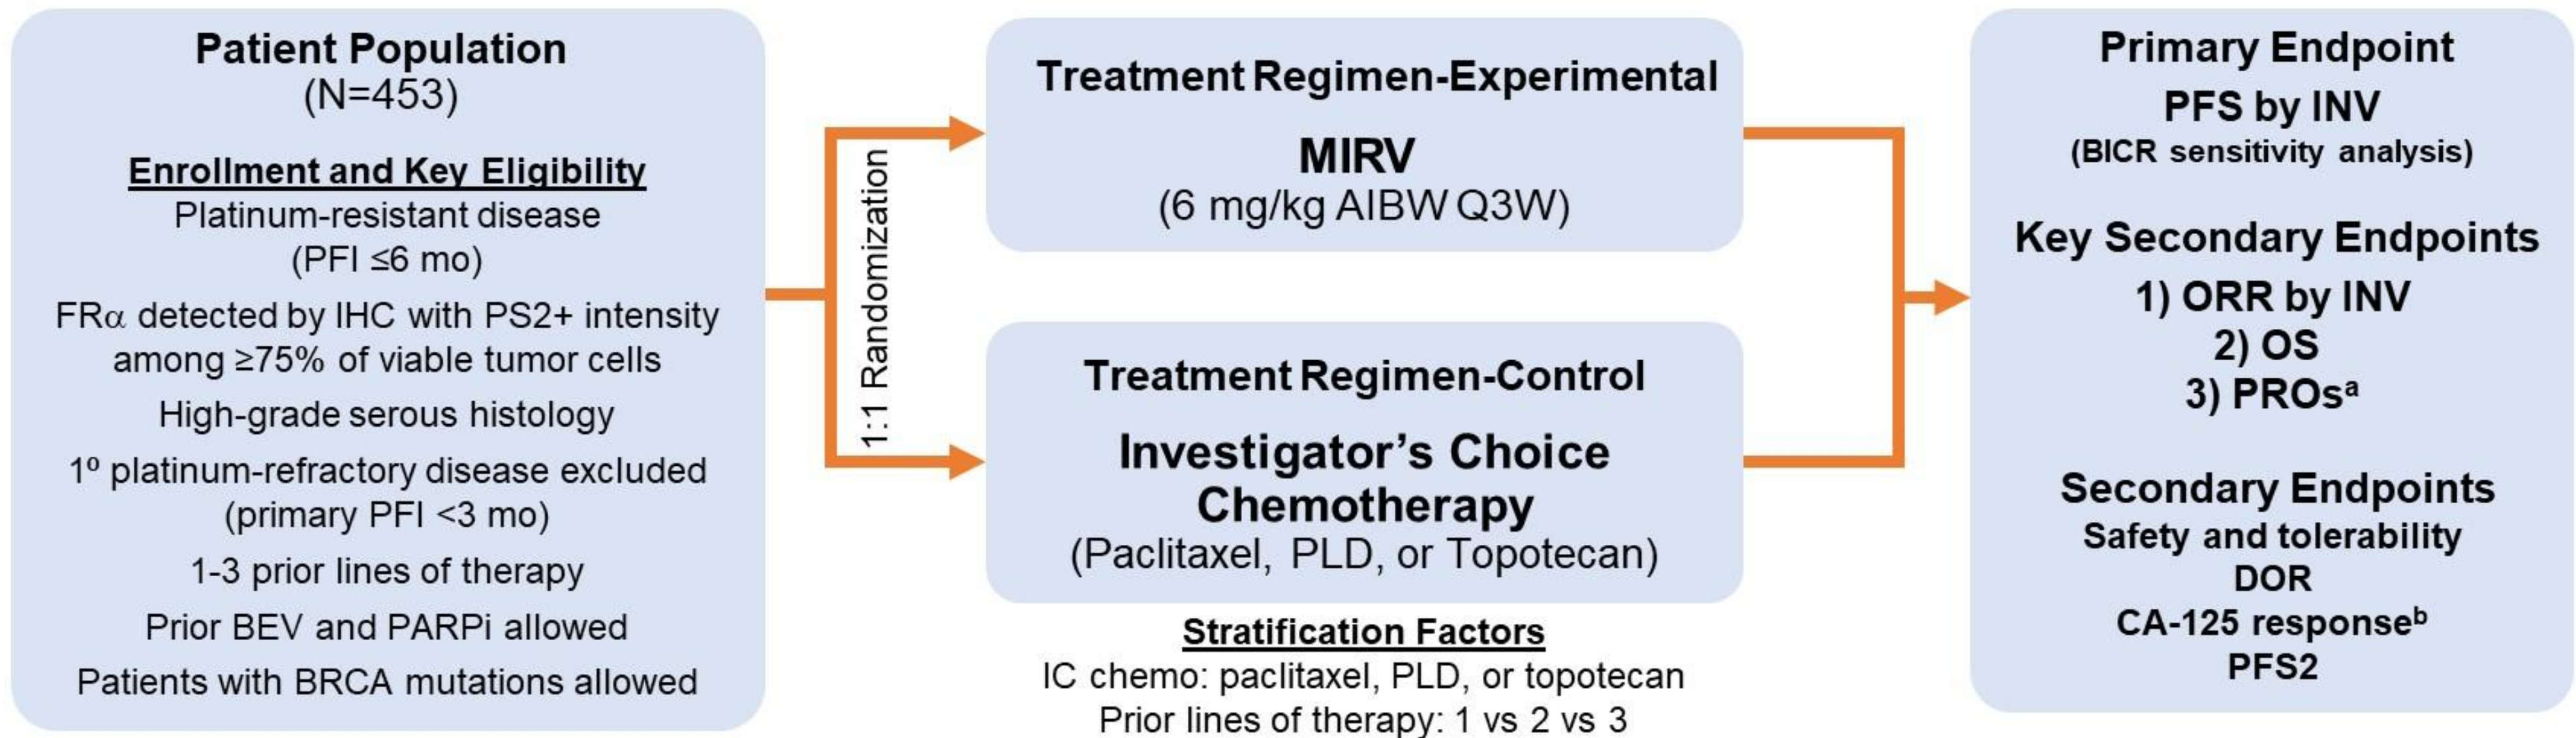 Patient Population
(N=453)
Enrollment and Key Eligibility
Platinum-resistant disease
(PFI ≤6 mo)
FRα detected by IHC with PS2+ intensity
among ≥75% of viable tumor cells
High-grade serous histology
1º platinum-refractory disease excluded
(primary PFI <3 mo)
1-3 prior lines of therapy
Prior BEV and PARPi allowed
Patients with BRCA mutations allowed
1:1 Randomization
Treatment Regimen-Experimental
MIRV
(6 mg/kg AIBW Q3W)
Treatment Regimen-Control
Investigator’s Choice
Chemotherapy
(Paclitaxel, PLD, or Topotecan)
Stratification Factors
IC chemo: paclitaxel, PLD, or topotecan
Prior lines of therapy: 1 vs 2 vs 3
Primary Endpoint
PFS by INV
(BICR sensitivity analysis)
Key Secondary Endpoints
1) ORR by INV
2) OS
3) PROsᵃ
Secondary Endpoints
Safety and tolerability
DOR
CA-125 responseᵇ
PFS2